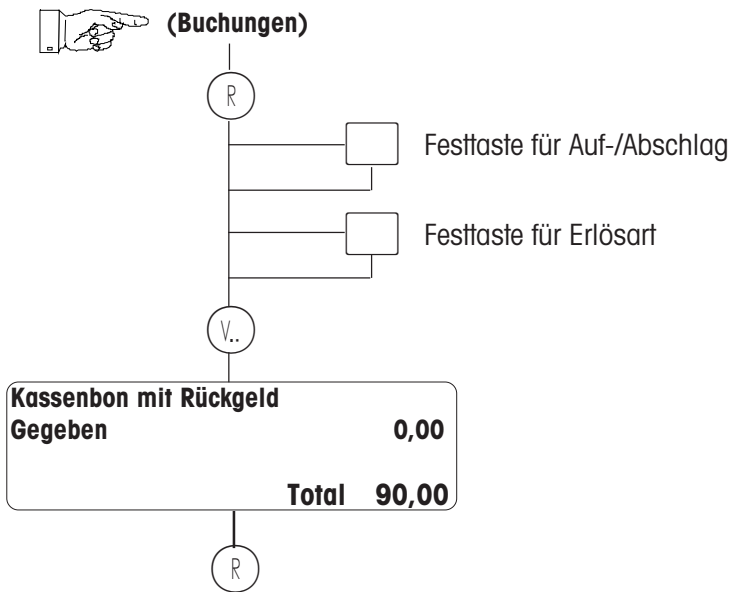 (Buchungen)
R
Festtaste für Auf-/Abschlag
Festtaste für Erlösart
V..
Kassenbon mit Rückgeld
Gegeben 0,00
Total 90,00
R